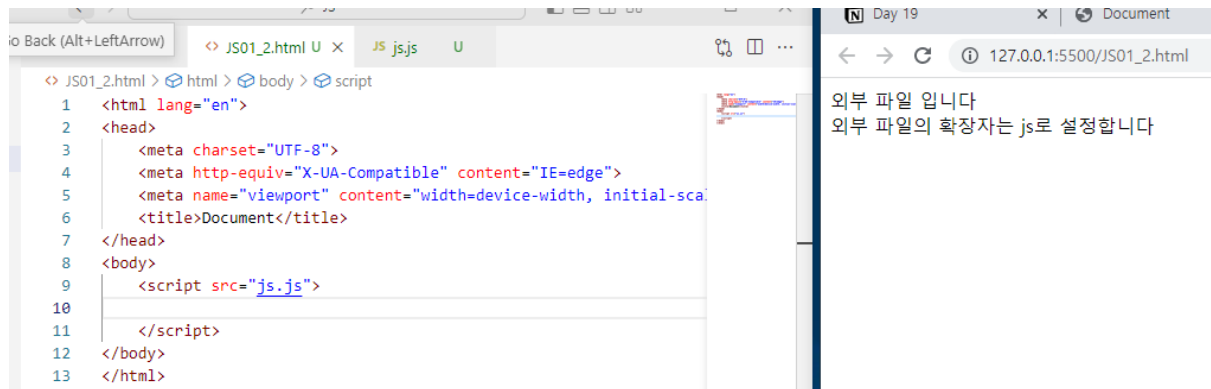 Go Back (Alt+LeftArrow)
<> JS01_2.html U ×
JS js.js U
···
<> JS01_2.html > html > body > script
1 <html lang="en">
2 <head>
3 <meta charset="UTF-8">
4 <meta http-equiv="X-UA-Compatible" content="IE=edge">
5 <meta name="viewport" content="width=device-width, initial-sca
6 <title>Document</title>
7 </head>
8 <body>
9 <script src="js.js">
10
11 </script>
12 </body>
13 </html>
N Day 19 ×
Document
127.0.0.1:5500/JS01_2.html
외부 파일 입니다
외부 파일의 확장자는 js로 설정합니다